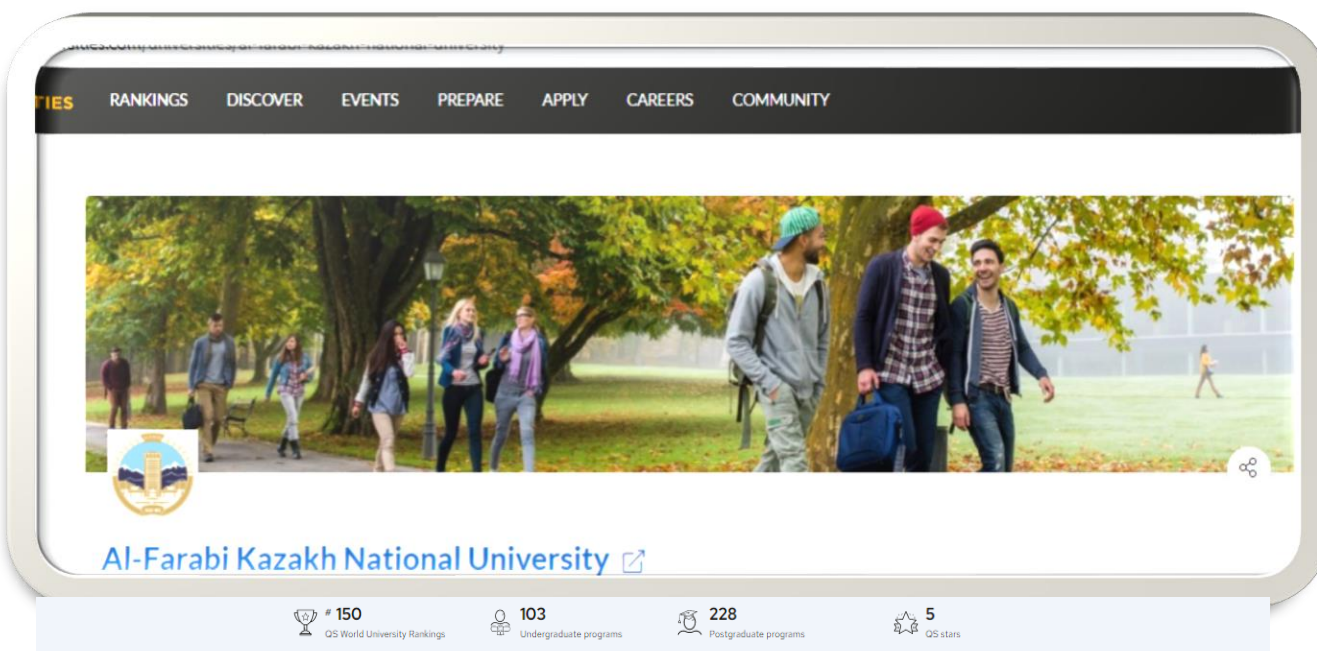 TIES RANKINGS DISCOVER EVENTS PREPARE APPLY CAREERS COMMUNITY
Al-Farabi Kazakh National University
# 150
QS World University Rankings
103
Undergraduate programs
228
Postgraduate programs
5
QS stars